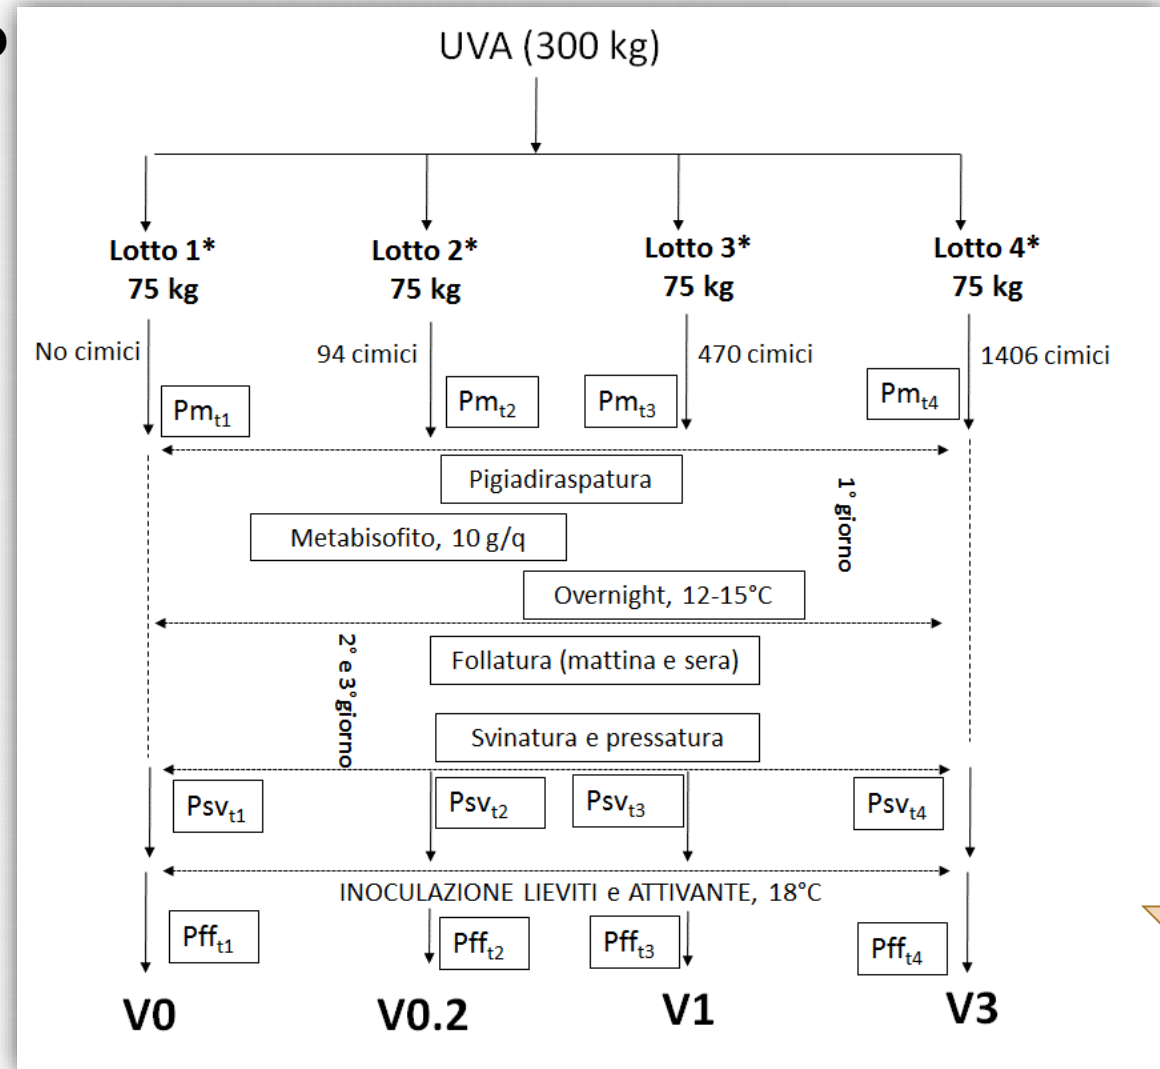 UVA (300 kg)
Lotto 1*
75 kg
Lotto 2*
75 kg
Lotto 3*
75 kg
Lotto 4*
75 kg
No cimici
94 cimici
470 cimici
1406 cimici
Pmt1
Pmt2
Pmt3
Pmt4
Pigiadiraspatura
1° giorno
Metabisofito, 10 g/q
Overnight, 12-15°C
2° e 3°giorno
Follatura (mattina e sera)
Svinatura e pressatura
Psvt1
Psvt2
Psvt3
Psvt4
INOCULAZIONE LIEVITI e ATTIVANTE, 18°C
Pfft1
Pfft2
Pfft3
Pfft4
V0
V0.2
V1
V3